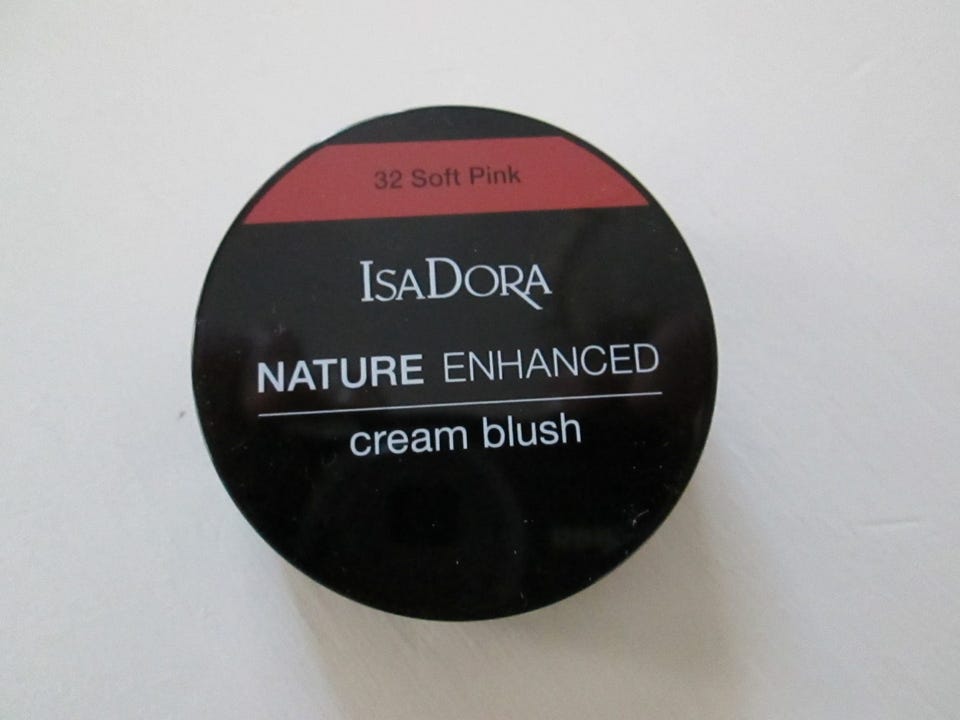 32 Soft Pink
ISADORA
NATURE ENHANCED
cream blush